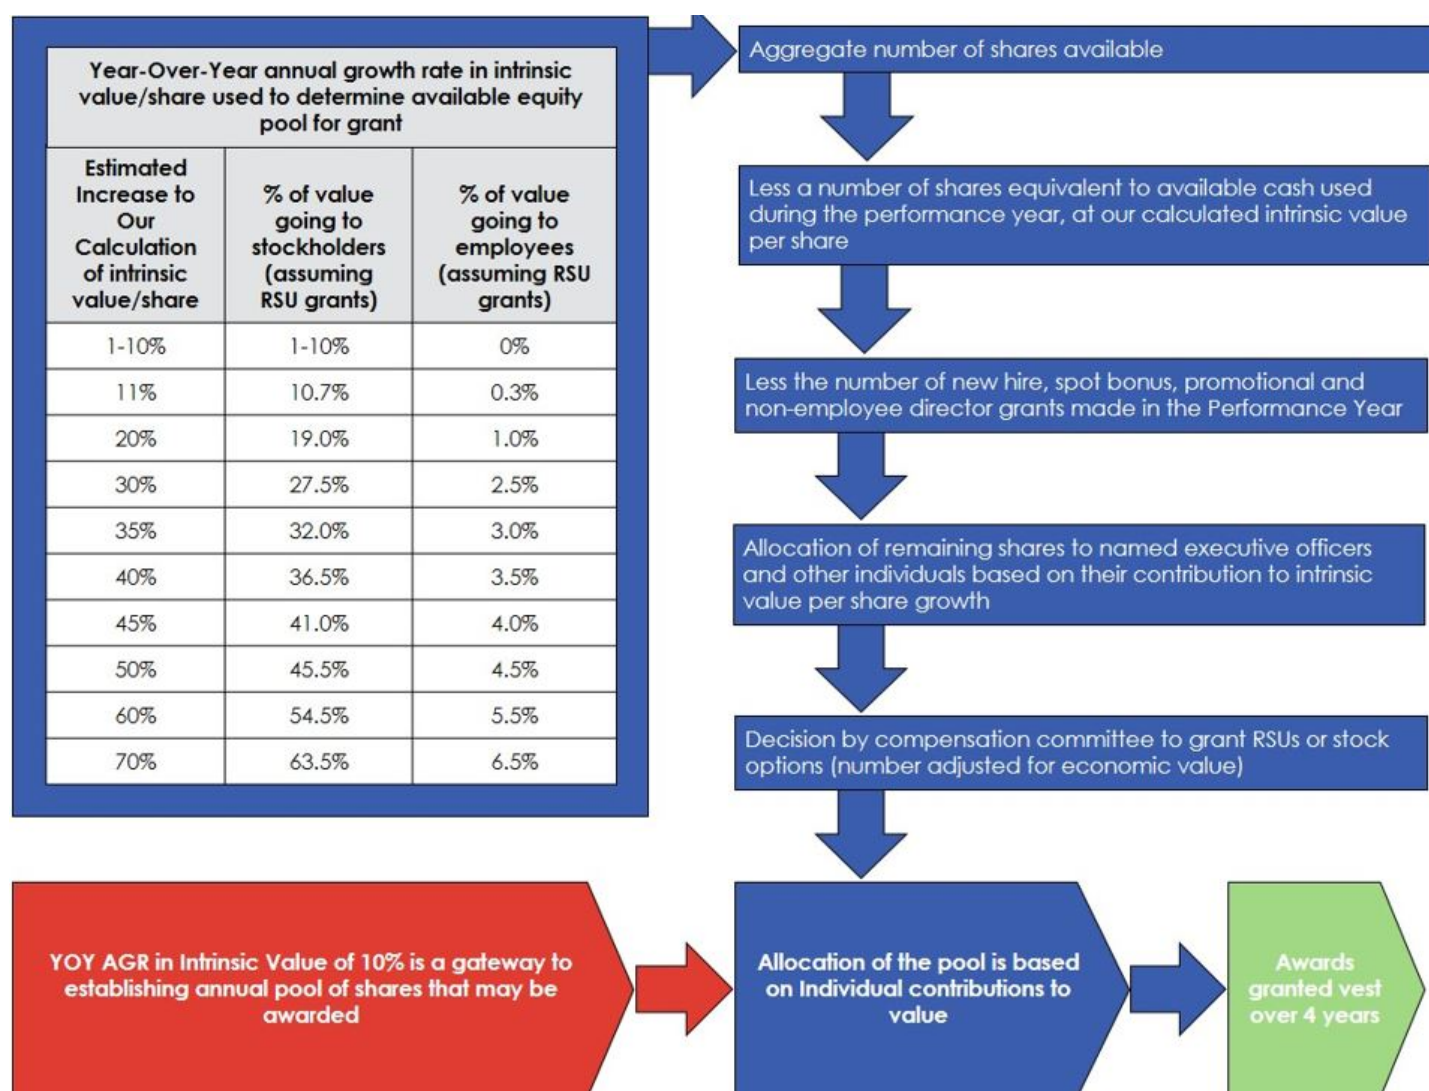 Year-Over-Year annual growth rate in intrinsic
value/share used to determine available equity
pool for grant
Estimated
Increase to
Our
Calculation
of intrinsic
value/share
% of value
going to
stockholders
(assuming
RSU grants)
% of value
going to
employees
(assuming RSU
grants)
1-10% 1-10% 0%
11% 10.7% 0.3%
20% 19.0% 1.0%
30% 27.5% 2.5%
35% 32.0% 3.0%
40% 36.5% 3.5%
45% 41.0% 4.0%
50% 45.5% 4.5%
60% 54.5% 5.5%
70% 63.5% 6.5%
Aggregate number of shares available
Less a number of shares equivalent to available cash used
during the performance year, at our calculated intrinsic value
per share
Less the number of new hire, spot bonus, promotional and
non-employee director grants made in the Performance Year
Allocation of remaining shares to named executive officers
and other individuals based on their contribution to intrinsic
value per share growth
Decision by compensation committee to grant RSUs or stock
options (number adjusted for economic value)
YOY AGR in Intrinsic Value of 10% is a gateway to
establishing annual pool of shares that may be
awarded
Allocation of the pool is based
on Individual contributions to
value
Awards
granted vest
over 4 years